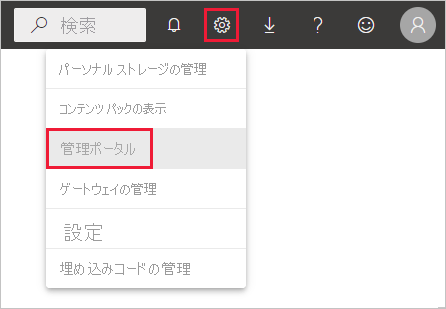 検索
パーソナル ストレージの管理
コンテンツ パックの表示
管理ポータル
ゲートウェイの管理
設定
埋め込みコードの管理